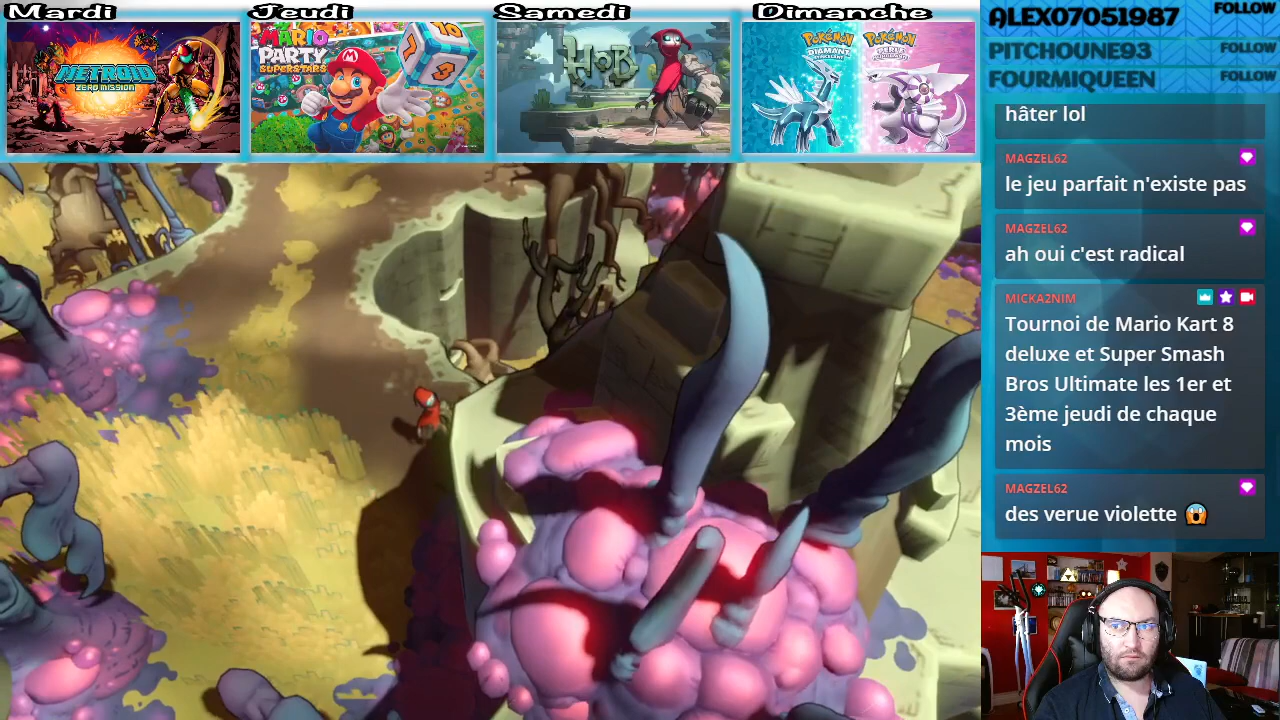 Mardi
Jeudi
Samedi
Dimanche
METROID
ZERO MISSION
MARIO
PARTY
SUPERSTARS
HOB
POKÉMON
DIAMANT
POKÉMON
PERLE
ALEX07051987
FOLLOW
PITCHOUNE93
FOLLOW
FOURMIQUEEN
FOLLOW
hâter lol
MAGZEL62
le jeu parfait n'existe pas
MAGZEL62
ah oui c'est radical
MICKA2NIM
Tournoi de Mario Kart 8
deluxe et Super Smash
Bros Ultimate les 1er et
3ème jeudi de chaque
mois
MAGZEL62
des verue violette 😱